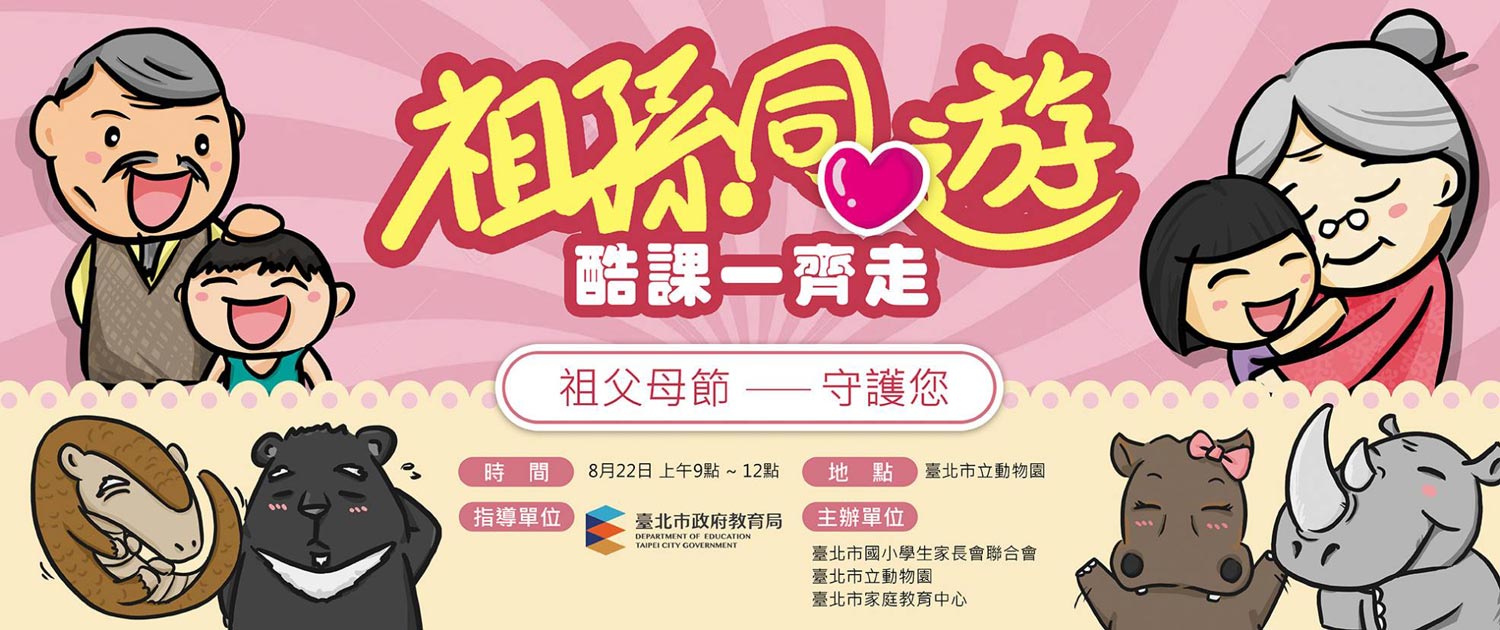 祖孫同遊
酷課一齊走
祖父母節 —— 守護您
時 間 8月22日 上午9點 ~ 12點
地 點 臺北市立動物園
指導單位 臺北市政府教育局
DEPARTMENT OF EDUCATION
TAIPEI CITY GOVERNMENT
主辦單位
臺北市國小學生家長會聯合會
臺北市立動物園
臺北市家庭教育中心